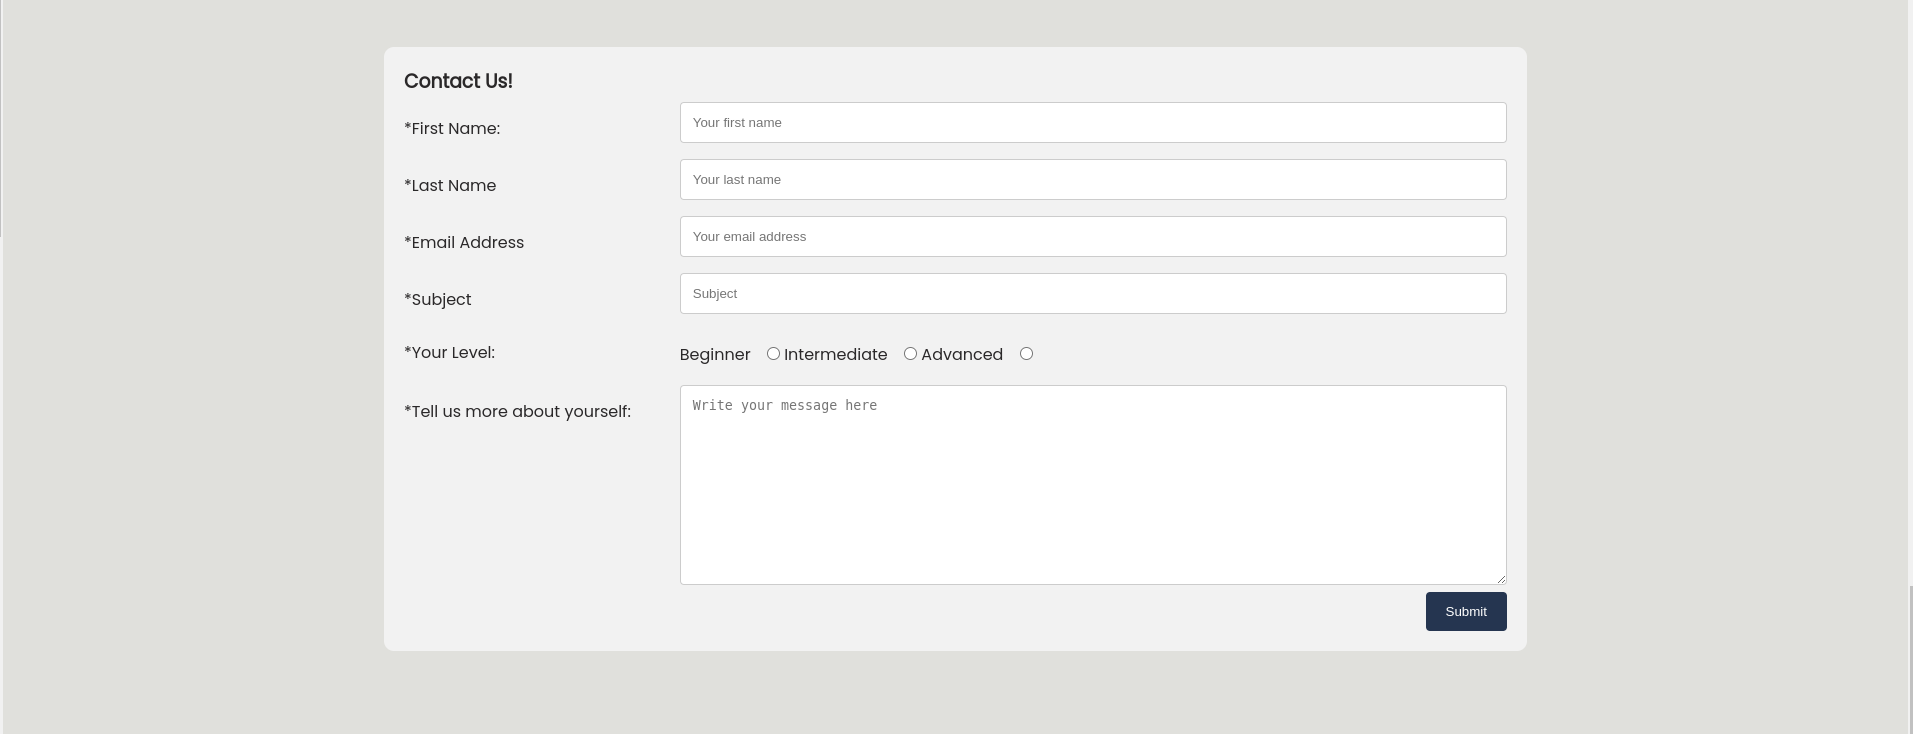 Contact Us!
*First Name:
Your first name
*Last Name
Your last name
*Email Address
Your email address
*Subject
Subject
*Your Level:
Beginner Intermediate Advanced
*Tell us more about yourself:
Write your message here
Submit